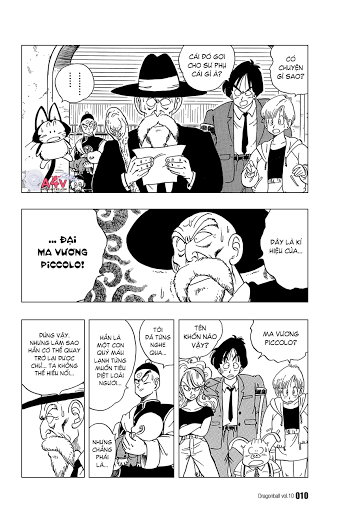 CÓ
CHUYỆN
GÌ SAO?
CÁI ĐÓ GỢI
CHO SƯ PHỤ
CÁI GÌ À?
A4V
ĐÂY LÀ KÍ
HIỆU CỦA...
... ĐẠI
MA VƯƠNG
PICCOLO!
MA VƯƠNG
PICCOLO?
TÊN
KHỐN NÀO
VẬY?
TÔI
ĐÃ TỪNG
NGHE
QUA...
HẮN LÀ
MỘT CON
QUỶ MÁU
LẠNH TỪNG
MUỐN TIÊU
DIỆT LOÀI
NGƯỜI...
NHƯNG
CHẲNG
PHẢI
LÀ...
ĐÚNG VẬY.
NHƯNG LÀM SAO
HẮN CÓ THỂ QUAY
TRỞ LẠI ĐƯỢC
CHỨ... TA KHÔNG
THỂ HIỂU NỔI...
Dragonball vol.10 010